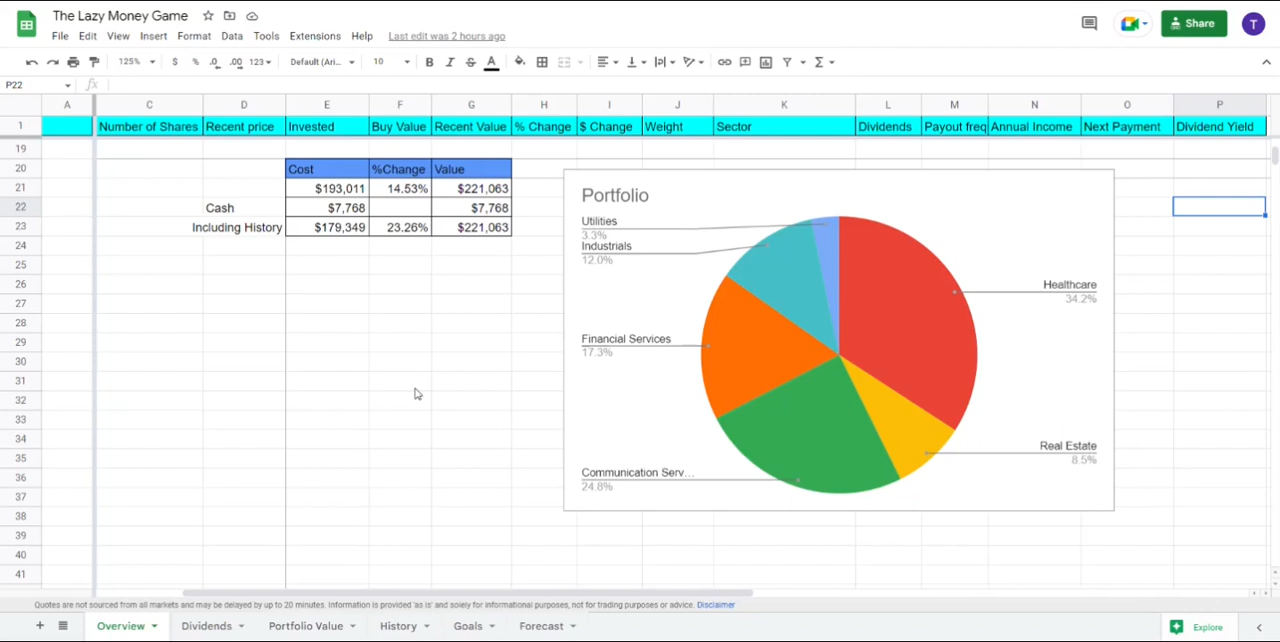 The Lazy Money Game
File Edit View Insert Format Data Tools Extensions Help Last edit was 2 hours ago
Share
T
125% $ % .0 .00 123 Default (Ari... 10 B I S A
P22 fx
A C D E F G H I J K L M N O P
1 Number of Shares Recent price Invested Buy Value Recent Value % Change $ Change Weight Sector Dividends Payout freq Annual Income Next Payment Dividend Yield
19
20 Cost %Change Value
21 $193,011 14.53% $221,063
22 Cash $7,768 $7,768
23 Including History $179,349 23.26% $221,063
24
25
26
27
28
29
30
31
32
33
34
35
36
37
38
39
40
41
Portfolio
Utilities
3.3%
Industrials
12.0%
Healthcare
34.2%
Financial Services
17.3%
Real Estate
8.5%
Communication Serv...
24.8%
Quotes are not sourced from all markets and may be delayed by up to 20 minutes. Information is provided 'as is' and solely for informational purposes, not for trading purposes or advice. Disclaimer
Overview Dividends Portfolio Value History Goals Forecast Explore